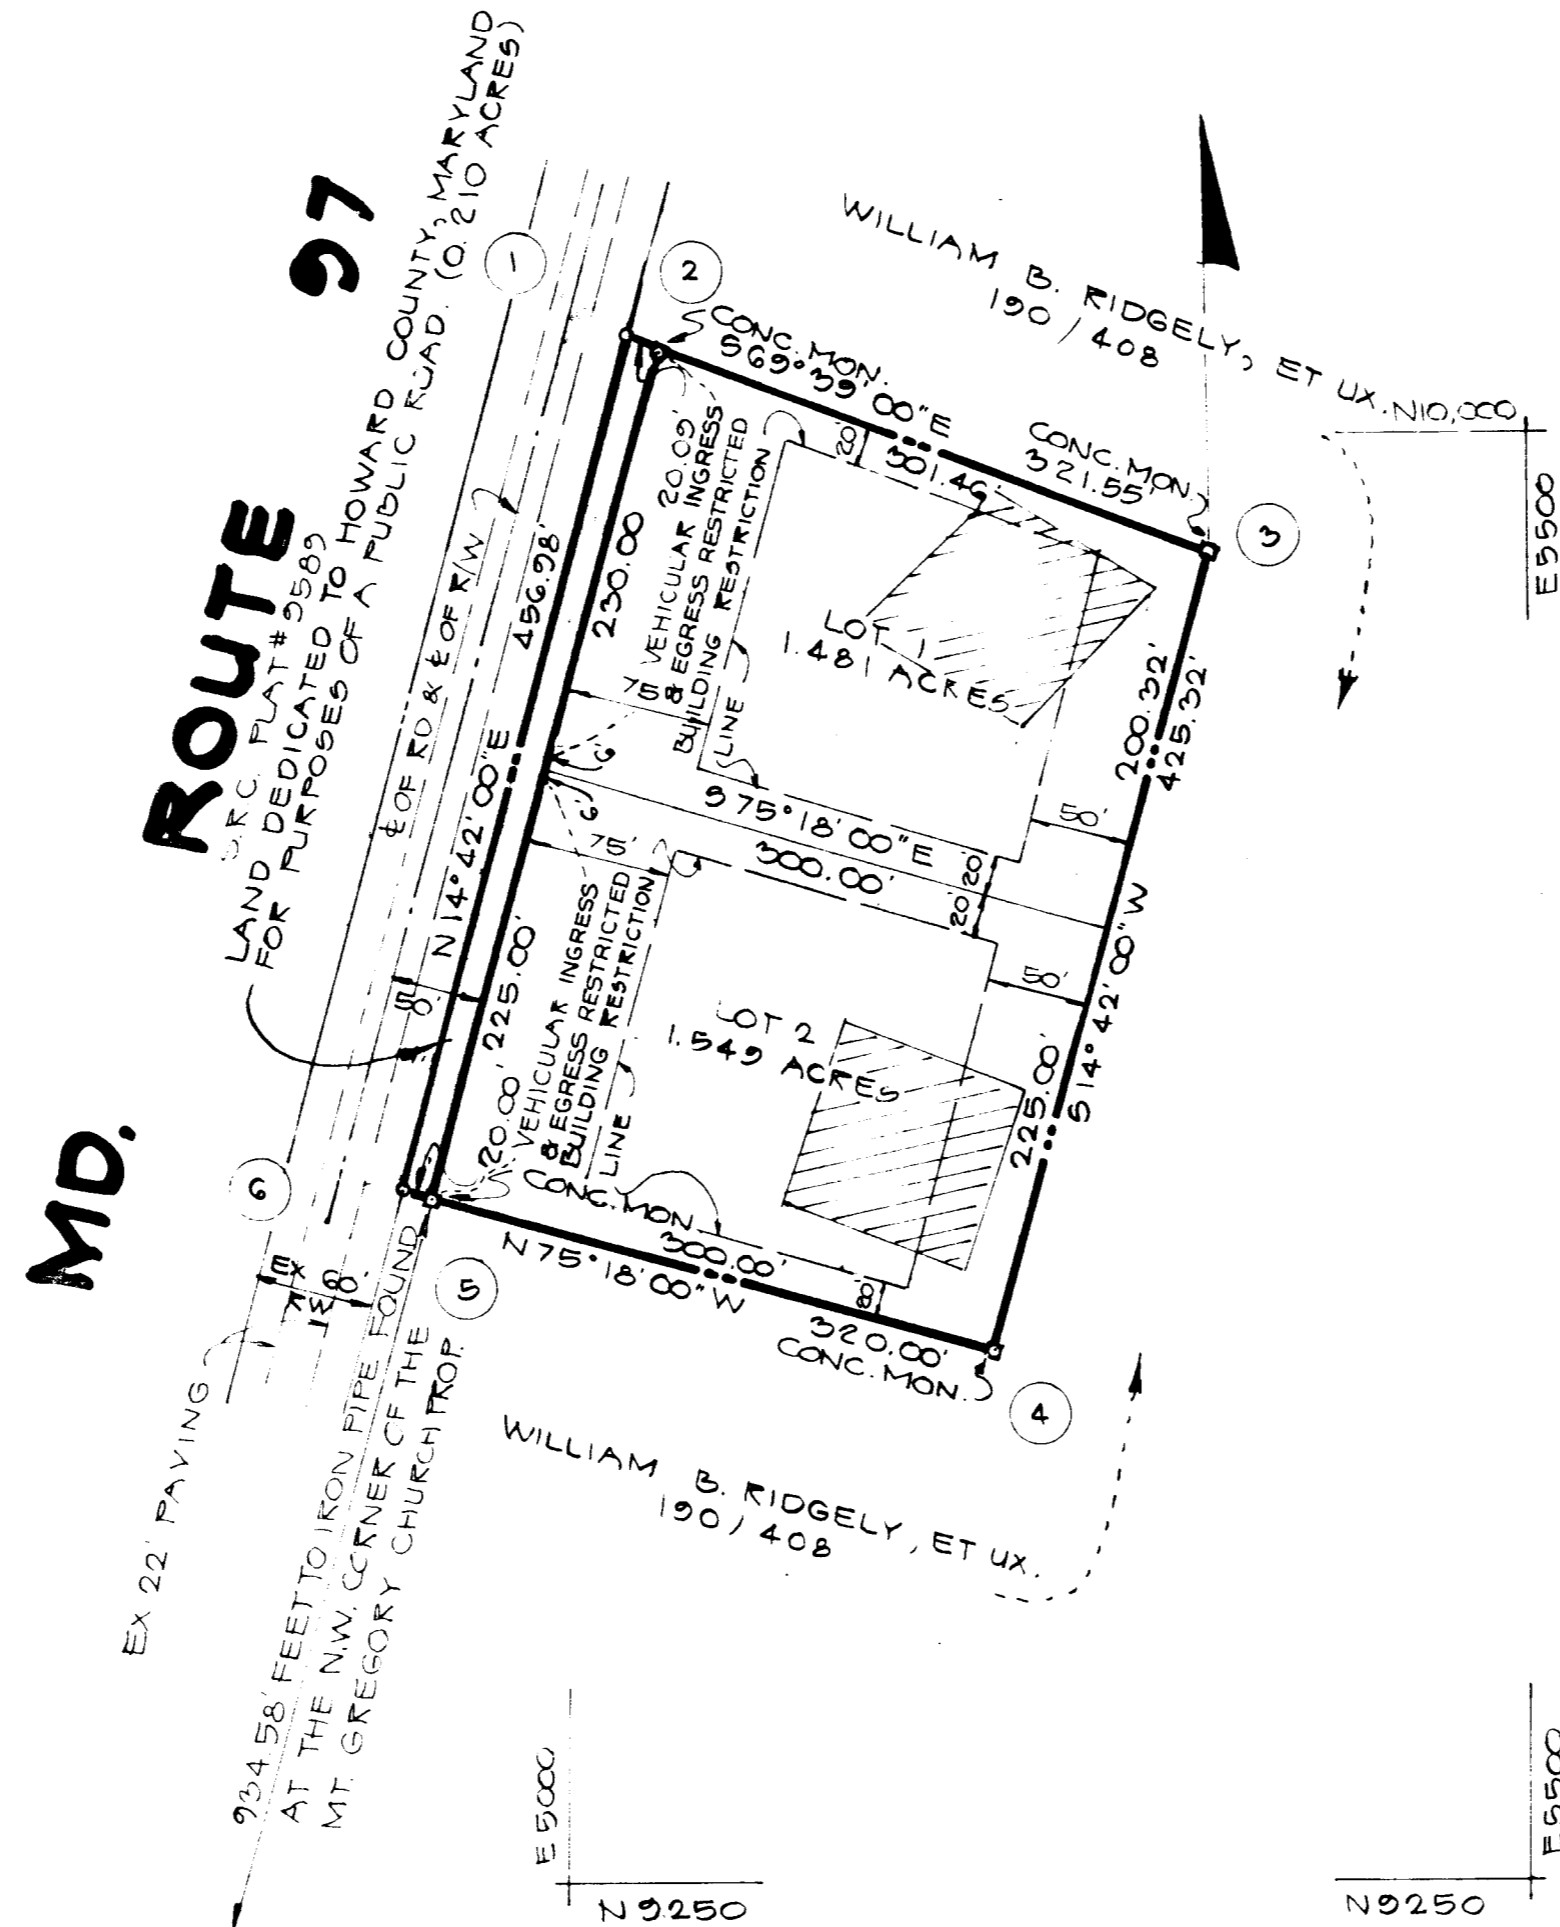 MD. ROUTE 97
PLAT #9589
LAND DEDICATED TO HOWARD COUNTY, MARYLAND
FOR PURPOSES OF A PUBLIC ROAD. (0.210 ACRES)
1
2
3
4
5
6
WILLIAM B. RIDGELY, ET UX.
190 / 408
N10,000
E5500
CONC. MON.
S69°39'00"E
301.46'
CONC. MON.
321.55'
20'
℄ OF RD & ℄ OF R/W
N14°42'00"E
456.98'
230.00
20.09'
VEHICULAR INGRESS
& EGRESS RESTRICTED
BUILDING RESTRICTION
LINE
75'
LOT 1
1.481 ACRES
200.32'
425.32'
50'
6'
6'
S75°18'00"E
300.00'
20'
20'
75'
50'
50'
225.00'
20.00'
VEHICULAR INGRESS
& EGRESS RESTRICTED
BUILDING RESTRICTION
LINE
LOT 2
1.549 ACRES
S14°42'00"W
225.00'
CONC. MON.
300.00'
N75°18'00"W
320.00'
CONC. MON.
EX 60'
R/W
EX 22' PAVING
934.58' FEET TO IRON PIPE FOUND
AT THE N.W. CORNER OF THE
MT. GREGORY CHURCH PROP.
WILLIAM B. RIDGELY, ET UX.
190 / 408
E5000
N9250
E5500
N9250